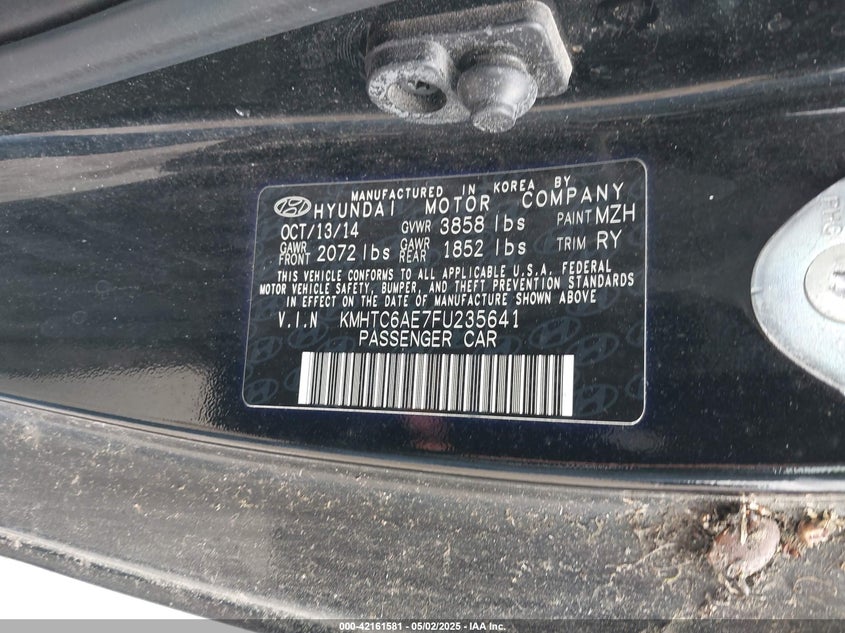 MANUFACTURED IN KOREA BY
HYUNDAI MOTOR COMPANY
OCT/13/14 GVWR 3858 lbs PAINT MZH
GAWR FRONT 2072 lbs GAWR REAR 1852 lbs TRIM RY
THIS VEHICLE CONFORMS TO ALL APPLICABLE U.S.A. FEDERAL
MOTOR VEHICLE SAFETY, BUMPER, AND THEFT PREVENTION STANDARDS
IN EFFECT ON THE DATE OF MANUFACTURE SHOWN ABOVE
V.I.N KMHTC6AE7FU235641
PASSENGER CAR
000-42161581 - 05/02/2025 - IAA Inc.